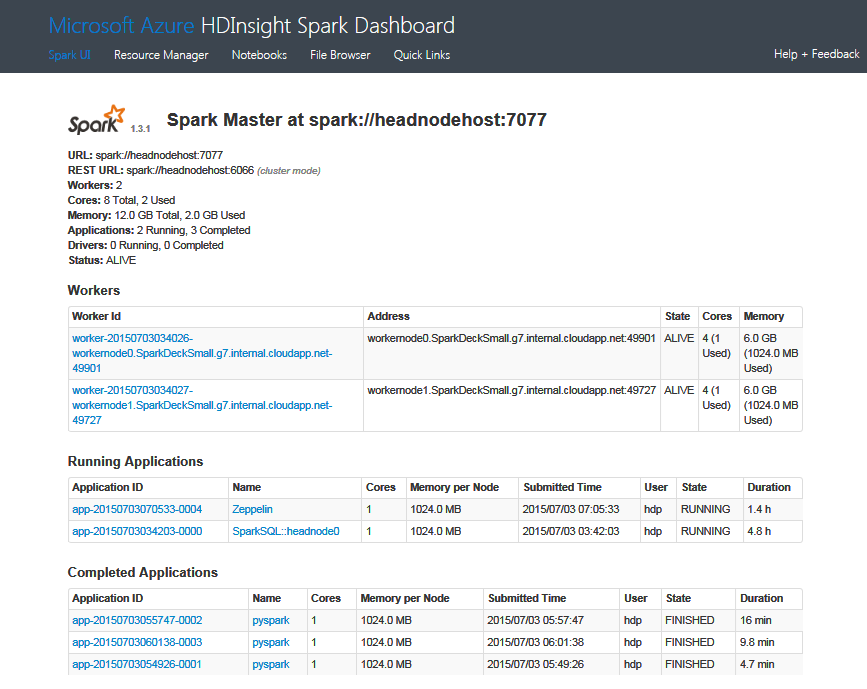 Microsoft Azure HDInsight Spark Dashboard
Spark UI Resource Manager Notebooks File Browser Quick Links Help + Feedback
Spark 1.3.1 Spark Master at spark://headnodehost:7077
URL: spark://headnodehost:7077
REST URL: spark://headnodehost:6066 (cluster mode)
Workers: 2
Cores: 8 Total, 2 Used
Memory: 12.0 GB Total, 2.0 GB Used
Applications: 2 Running, 3 Completed
Drivers: 0 Running, 0 Completed
Status: ALIVE
Workers
Worker Id Address State Cores Memory
worker-20150703034026- workernode0.SparkDeckSmall.g7.internal.cloudapp.net:49901 ALIVE 4 (1 6.0 GB
workernode0.SparkDeckSmall.g7.internal.cloudapp.net- Used) (1024.0 MB
49901 Used)
worker-20150703034027- workernode1.SparkDeckSmall.g7.internal.cloudapp.net:49727 ALIVE 4 (1 6.0 GB
workernode1.SparkDeckSmall.g7.internal.cloudapp.net- Used) (1024.0 MB
49727 Used)
Running Applications
Application ID Name Cores Memory per Node Submitted Time User State Duration
app-20150703070533-0004 Zeppelin 1 1024.0 MB 2015/07/03 07:05:33 hdp RUNNING 1.4 h
app-20150703034203-0000 SparkSQL::headnode0 1 1024.0 MB 2015/07/03 03:42:03 hdp RUNNING 4.8 h
Completed Applications
Application ID Name Cores Memory per Node Submitted Time User State Duration
app-20150703055747-0002 pyspark 1 1024.0 MB 2015/07/03 05:57:47 hdp FINISHED 16 min
app-20150703060138-0003 pyspark 1 1024.0 MB 2015/07/03 06:01:38 hdp FINISHED 9.8 min
app-20150703054926-0001 pyspark 1 1024.0 MB 2015/07/03 05:49:26 hdp FINISHED 4.7 min